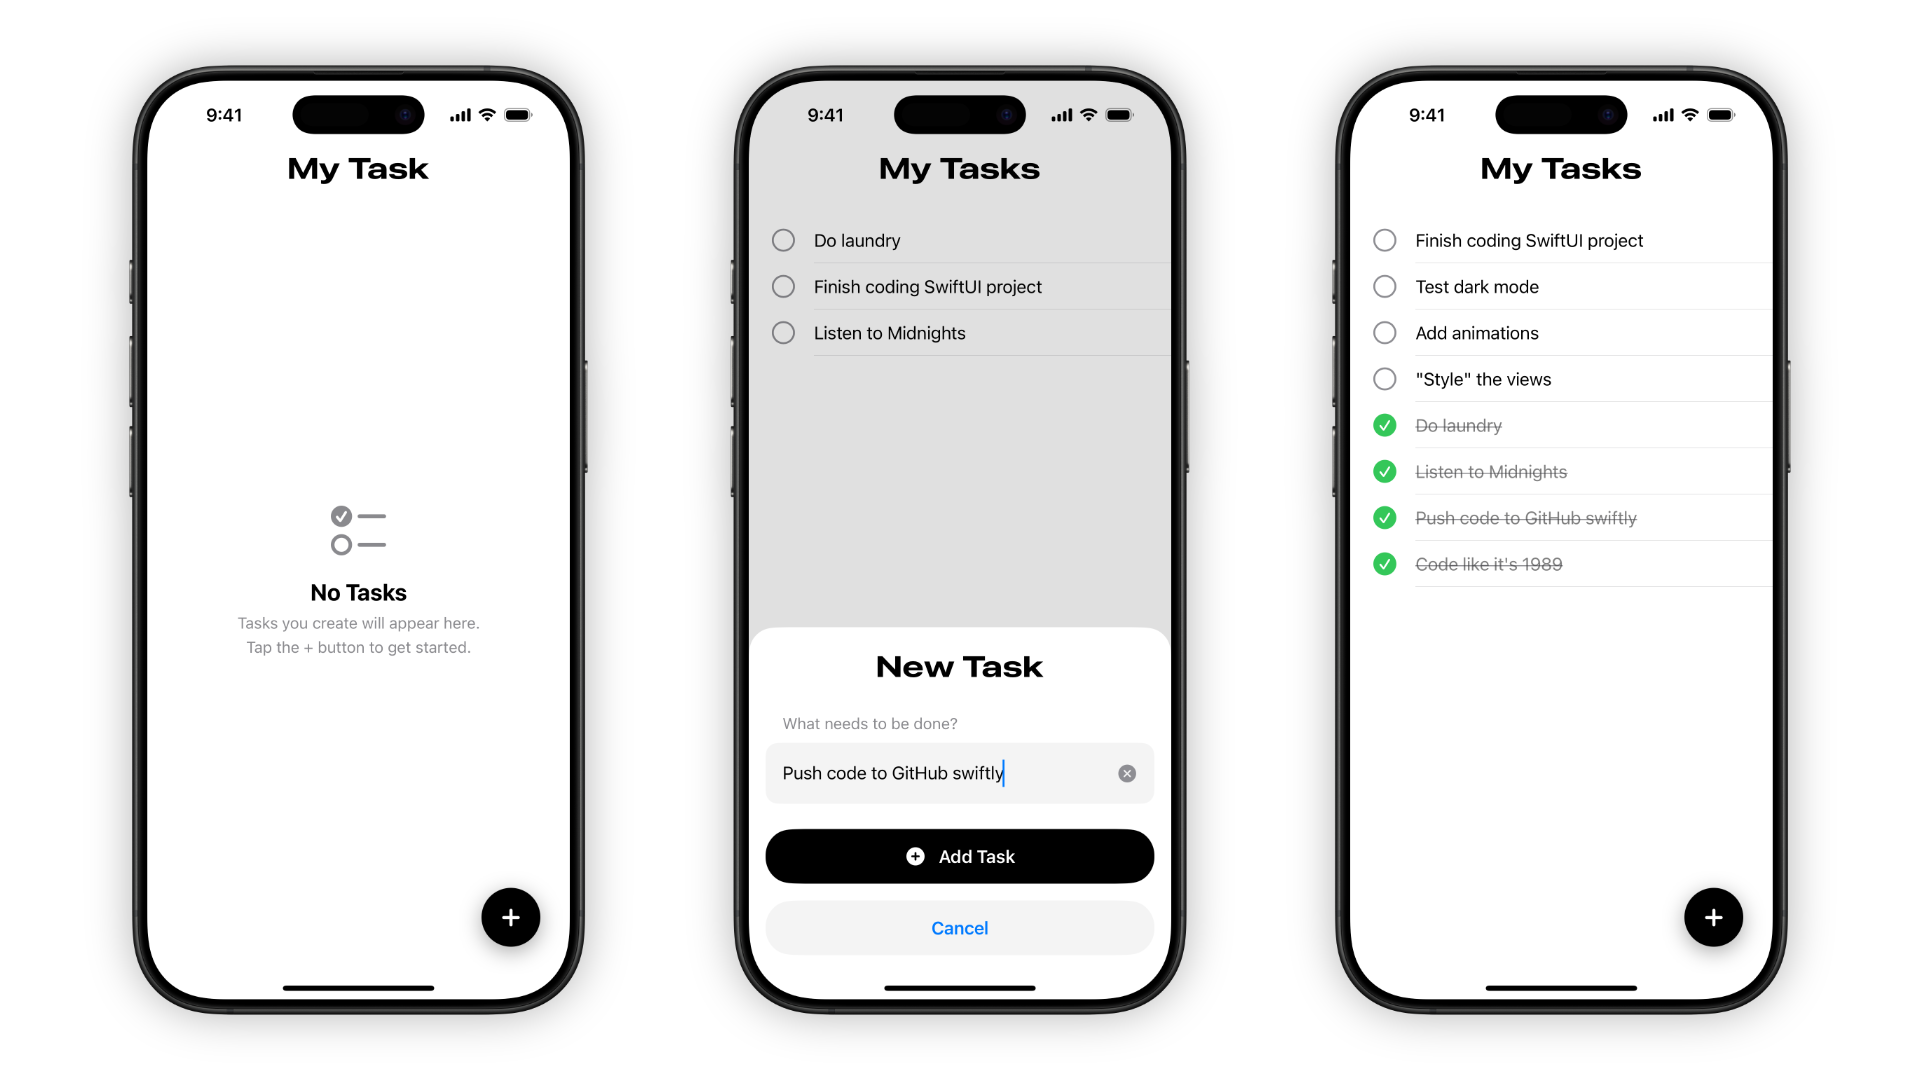 9:41
My Task
No Tasks
Tasks you create will appear here.
Tap the + button to get started.
+
9:41
My Tasks
Do laundry
Finish coding SwiftUI project
Listen to Midnights
New Task
What needs to be done?
Push code to GitHub swiftly
Add Task
Cancel
9:41
My Tasks
Finish coding SwiftUI project
Test dark mode
Add animations
"Style" the views
Do laundry
Listen to Midnights
Push code to GitHub swiftly
Code like it's 1989
+